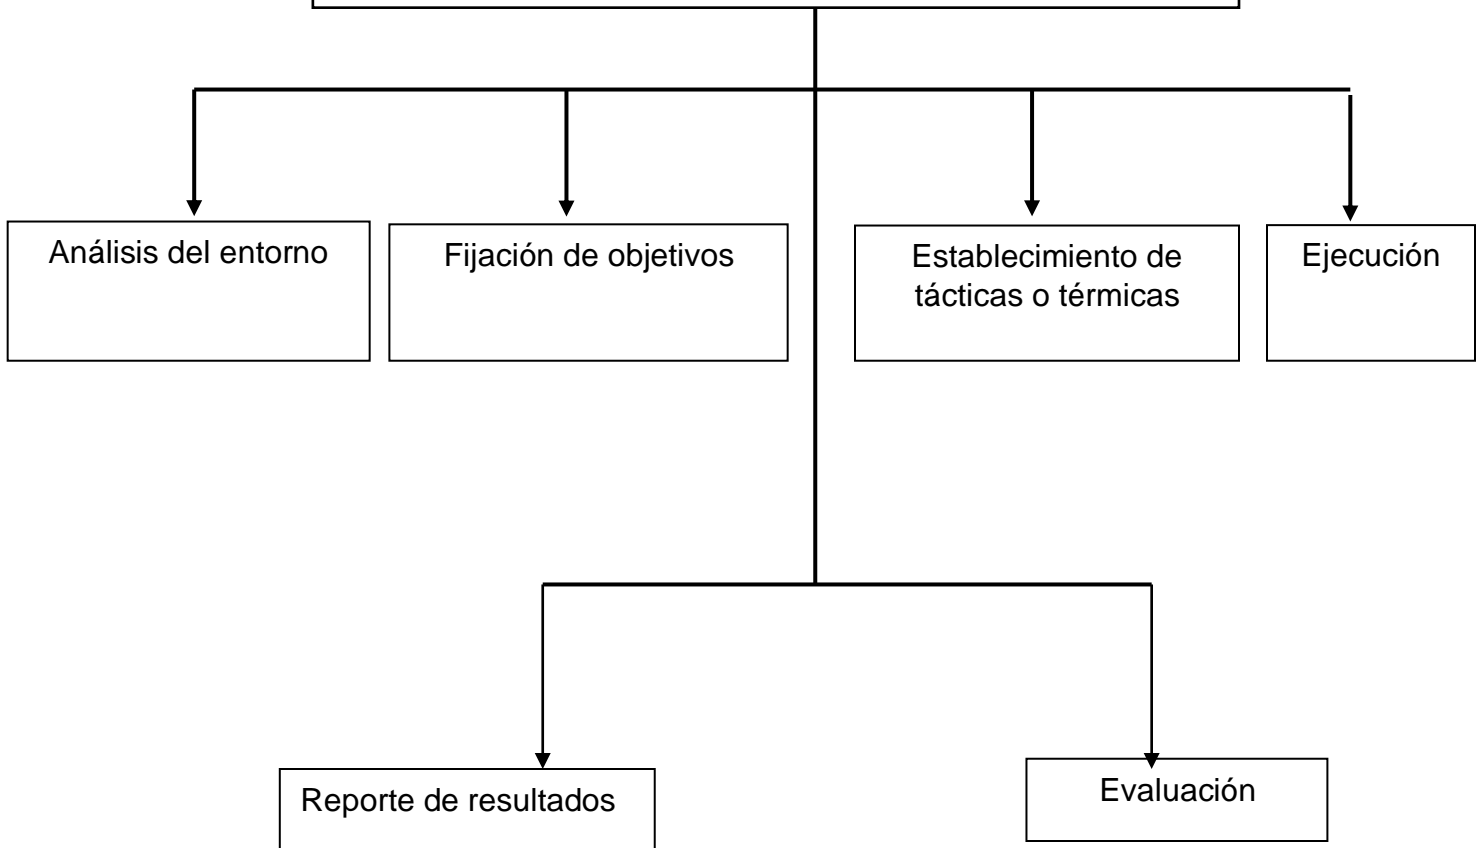 Análisis del entorno
Fijación de objetivos
Establecimiento de
tácticas o térmicas
Ejecución
Reporte de resultados
Evaluación